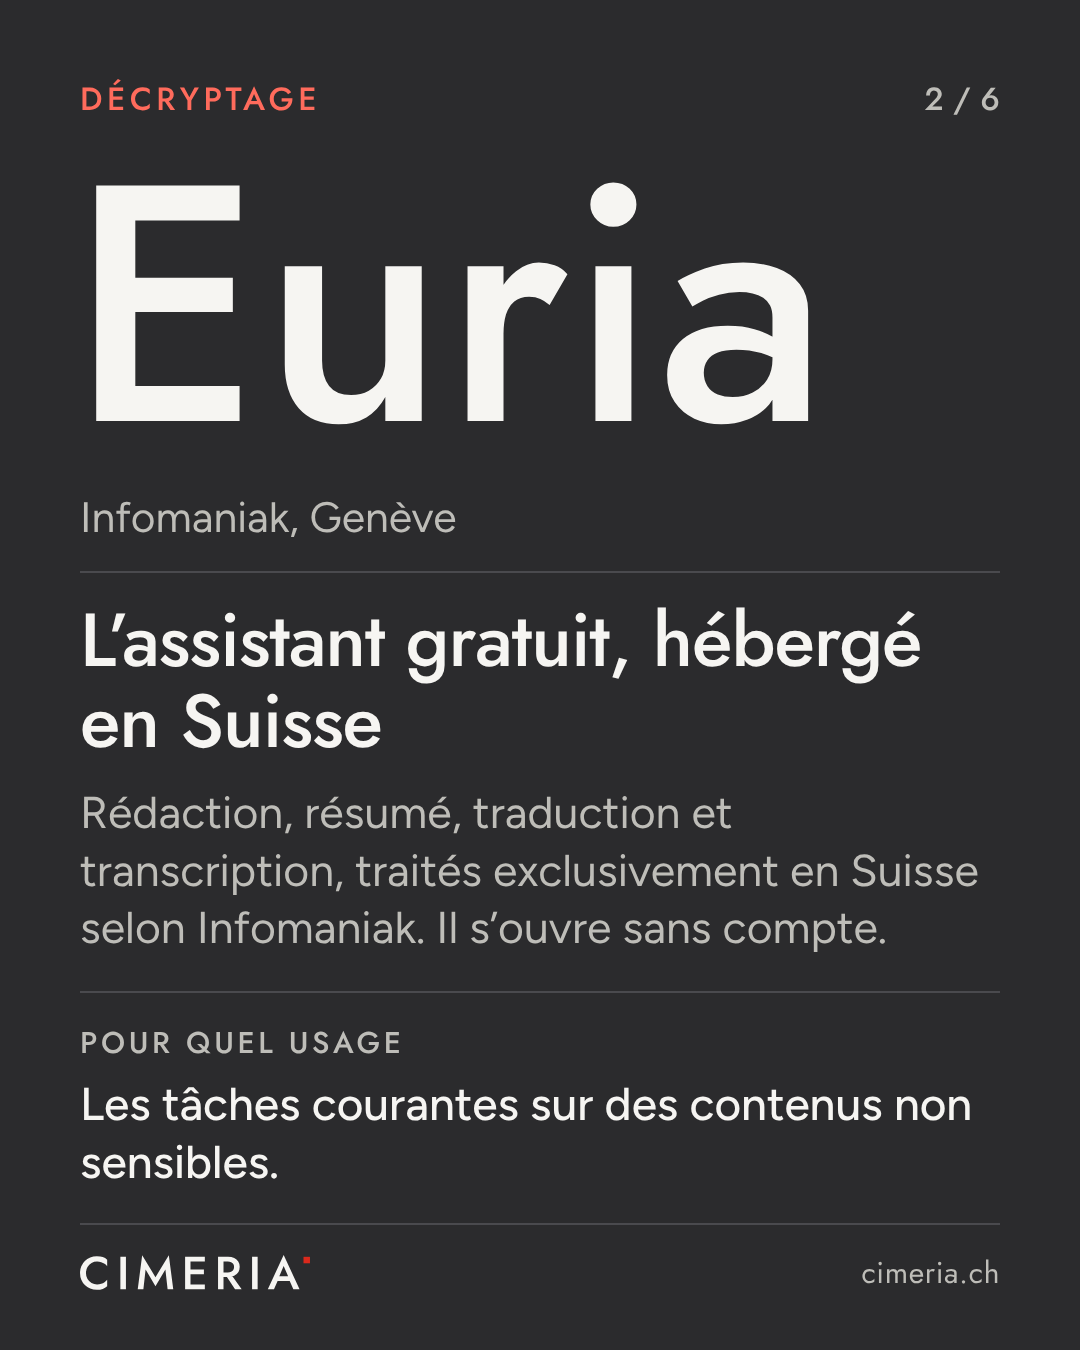 DÉCRYPTAGE
2 / 6
Euria
Infomaniak, Genève
L’assistant gratuit, hébergé
en Suisse
Rédaction, résumé, traduction et
transcription, traités exclusivement en Suisse
selon Infomaniak. Il s’ouvre sans compte.
POUR QUEL USAGE
Les tâches courantes sur des contenus non
sensibles.
CIMERIA
cimeria.ch